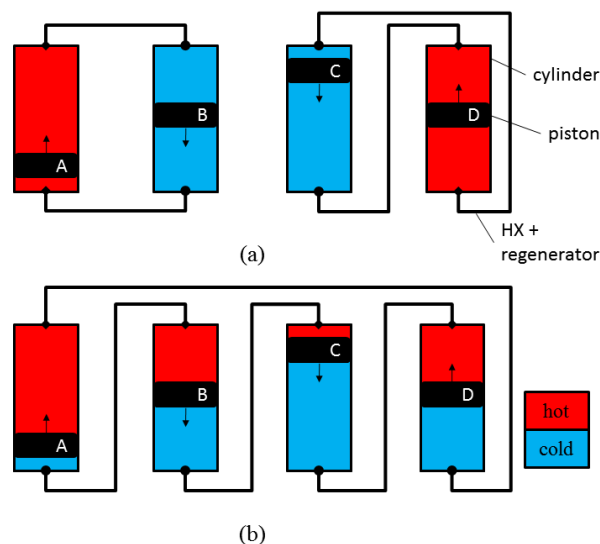 A
B
C
D
cylinder
piston
HX +
regenerator
(a)
A
B
C
D
hot
cold
(b)